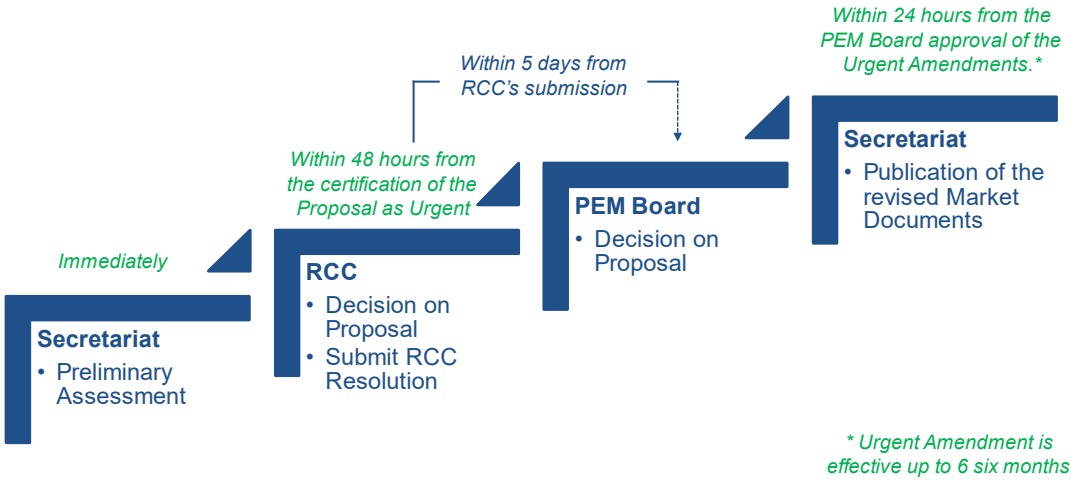 Immediately
Secretariat
• Preliminary
Assessment
Within 48 hours from
the certification of the
Proposal as Urgent
RCC
• Decision on
Proposal
• Submit RCC
Resolution
Within 5 days from
RCC's submission
PEM Board
• Decision on
Proposal
Within 24 hours from the
PEM Board approval of the
Urgent Amendments.*
Secretariat
• Publication of the
revised Market
Documents
* Urgent Amendment is
effective up to 6 six months